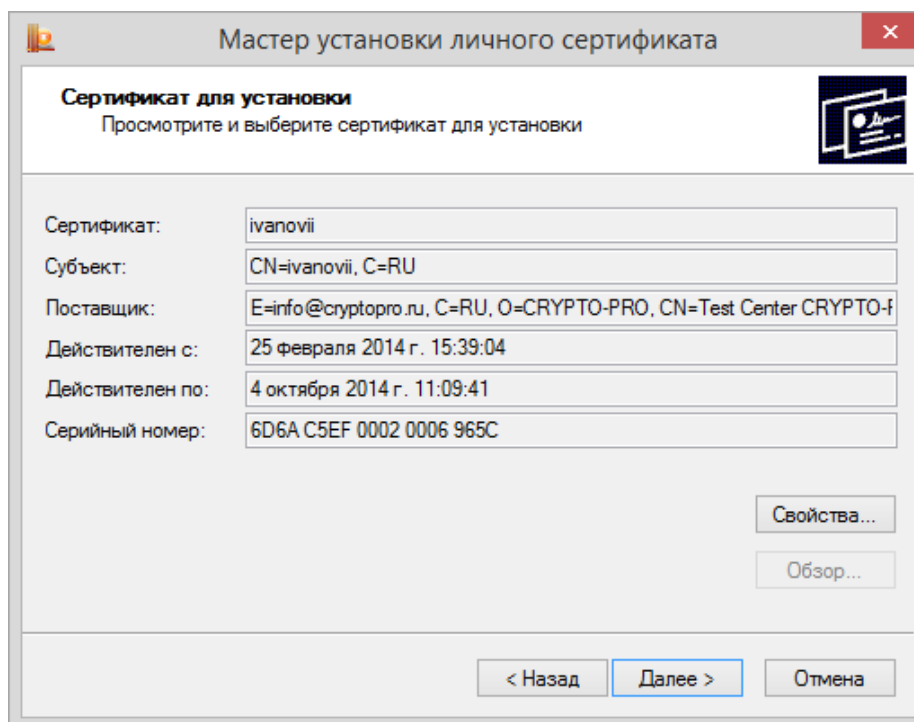 Мастер установки личного сертификата
Сертификат для установки
Просмотрите и выберите сертификат для установки
Сертификат: ivanovii
Субъект: CN=ivanovii, C=RU
Поставщик: E=info@cryptopro.ru, C=RU, O=CRYPTO-PRO, CN=Test Center CRYPTO-
Действителен с: 25 февраля 2014 г. 15:39:04
Действителен по: 4 октября 2014 г. 11:09:41
Серийный номер: 6D6A C5EF 0002 0006 965C
Свойства...
Обзор...
< Назад Далее > Отмена